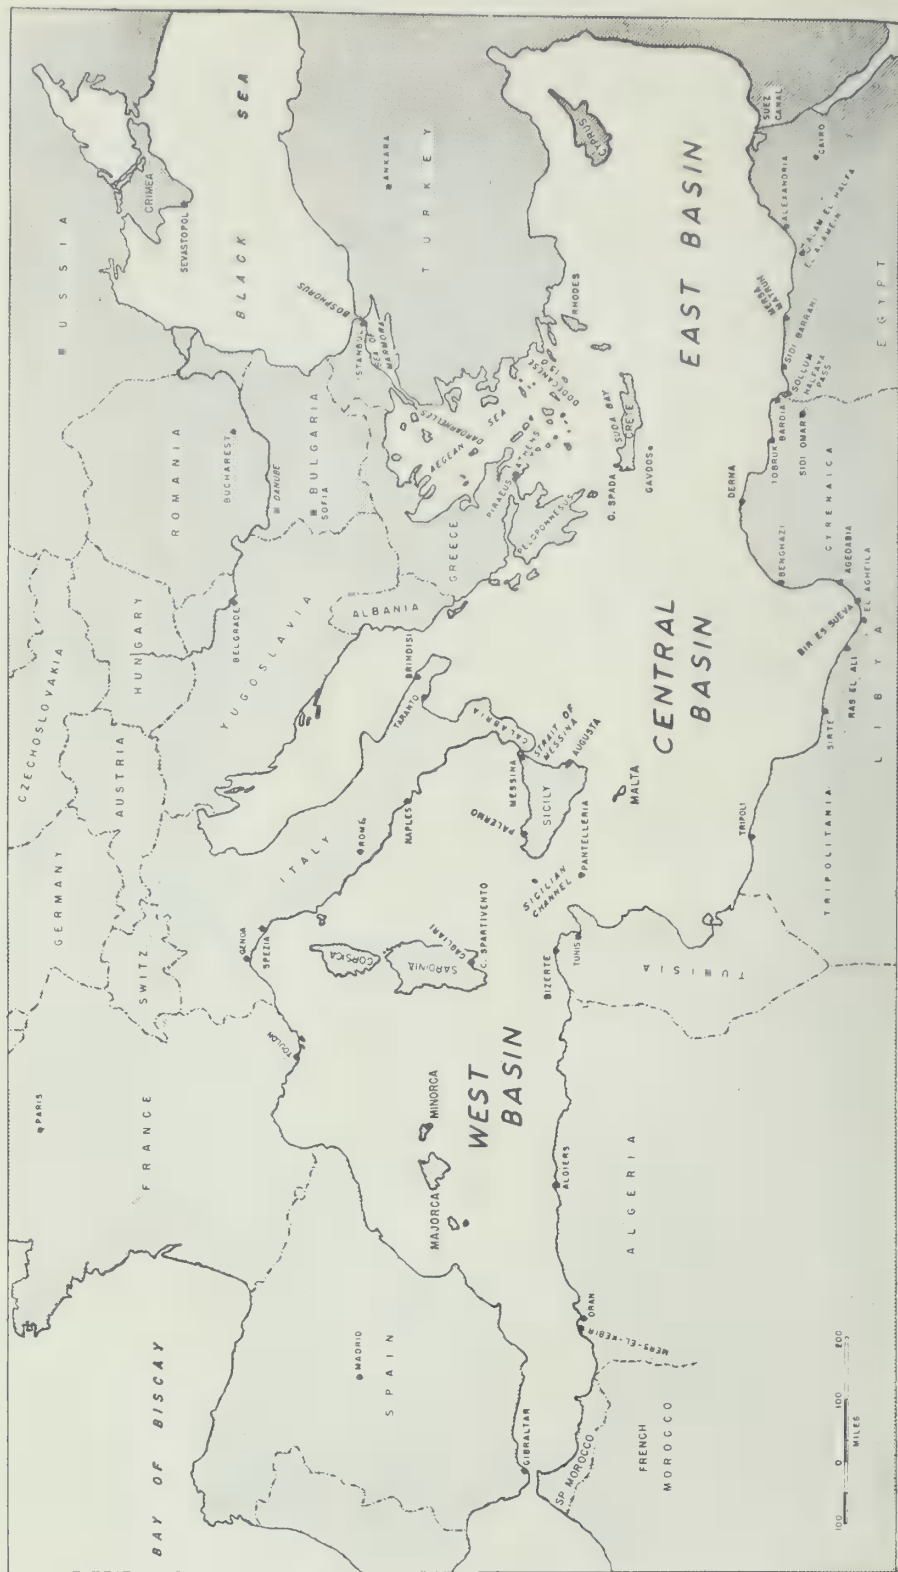 RUSSIA
CRIMEA
SEVASTOPOL
BLACK SEA
BOSPHORUS
ISTANBUL
SEA OF
MARMORA
TURKEY
ANKARA
CYPRUS
ROMANIA
BUCHAREST
DANUBE
BULGARIA
SOFIA
DARDANELLES
AEGEAN SEA
DODECANESE
IS
RHODES
CZECHOSLOVAKIA
HUNGARY
AUSTRIA
GERMANY
SWITZ
YUGOSLAVIA
BELGRADE
ALBANIA
GREECE
PIRAEUS
ATHENS
PELOPONNESUS
C. SPADA
SUDA BAY
CRETE
GAVDOS
ITALY
ROME
NAPLES
BRINDISI
TARANTO
CALABRIA
GENOA
SPEZIA
CORSICA
SARDINIA
CAGLIARI
C. SPARTIVENTO
PALERMO
MESSINA
STRAIT OF
MESSINA
SICILY
AUGUSTA
SICILIAN
CHANNEL
PANTELLERIA
MALTA
BAY OF BISCAY
PARIS
FRANCE
TOULON
MADRID
SPAIN
MAJORCA
MINORCA
GIBRALTAR
WEST
BASIN
CENTRAL
BASIN
EAST BASIN
SP. MOROCCO
FRENCH
MOROCCO
MERS-EL-KEBIR
ORAN
ALGIERS
ALGERIA
BIZERTE
TUNIS
TUNISIA
TRIPOLI
TRIPOLITANIA
SIRTE
RAS EL ALI
BIR ES SUEVA
EL AGHEILA
AGEDABIA
BENGHAZI
CYRENAICA
LIBYA
DERNA
TOBRUK
BARDIA
SIDI OMAR
SOLLUM
HALFAYA
PASS
SIDI BARRANI
MERSA
MATRUH
ALAM EL HALFA
EL ALAMEIN
ALEXANDRIA
CAIRO
SUEZ
CANAL
EGYPT
100 0 100 200
MILES